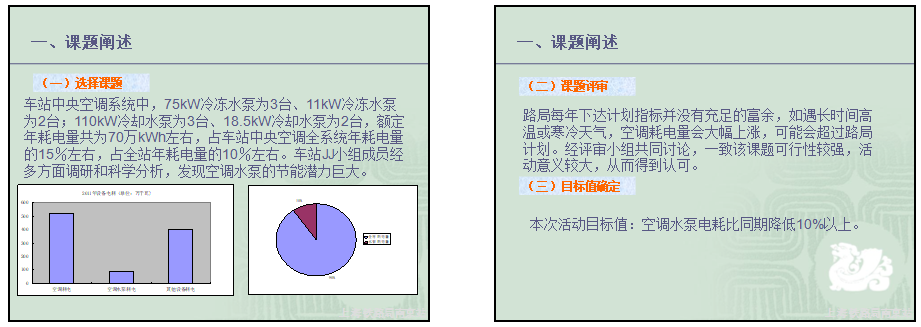 一、课题阐述
（一）选择课题
车站中央空调系统中，75kW冷冻水泵为3台、11kW冷冻水泵
为2台；110kW冷却水泵为3台、18.5kW冷却水泵为2台，额定
年耗电量共为70万kWh左右，占车站中央空调全系统年耗电量
的15%左右，占全站年耗电量的10%左右。车站JJ小组成员经
多方面调研和科学分析，发现空调水泵的节能潜力巨大。
600
500
400
300
200
100
0
空调耗电
空调水泵耗电
其他设备耗电
一、课题阐述
（二）课题评审
路局每年下达计划指标并没有充足的富余，如遇长时间高
温或寒冷天气，空调耗电量会大幅上涨，可能会超过路局
计划。经评审小组共同讨论，一致该课题可行性较强，活
动意义较大，从而得到认可。
（三）目标值确定
本次活动目标值：空调水泵电耗比同期降低10%以上。